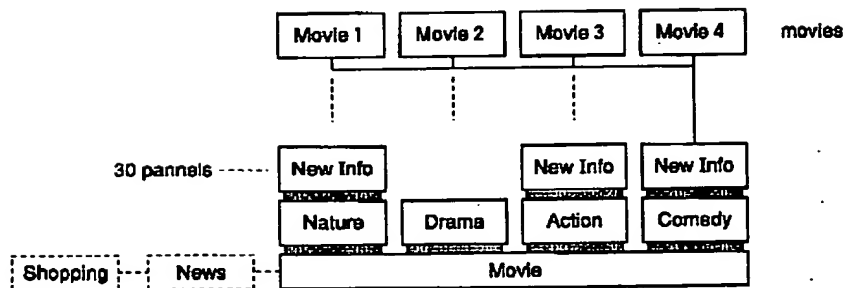 Movie 1 Movie 2 Movie 3 Movie 4 movies
30 pannels New Info New Info New Info
Nature Drama Action Comedy
Shopping News Movie